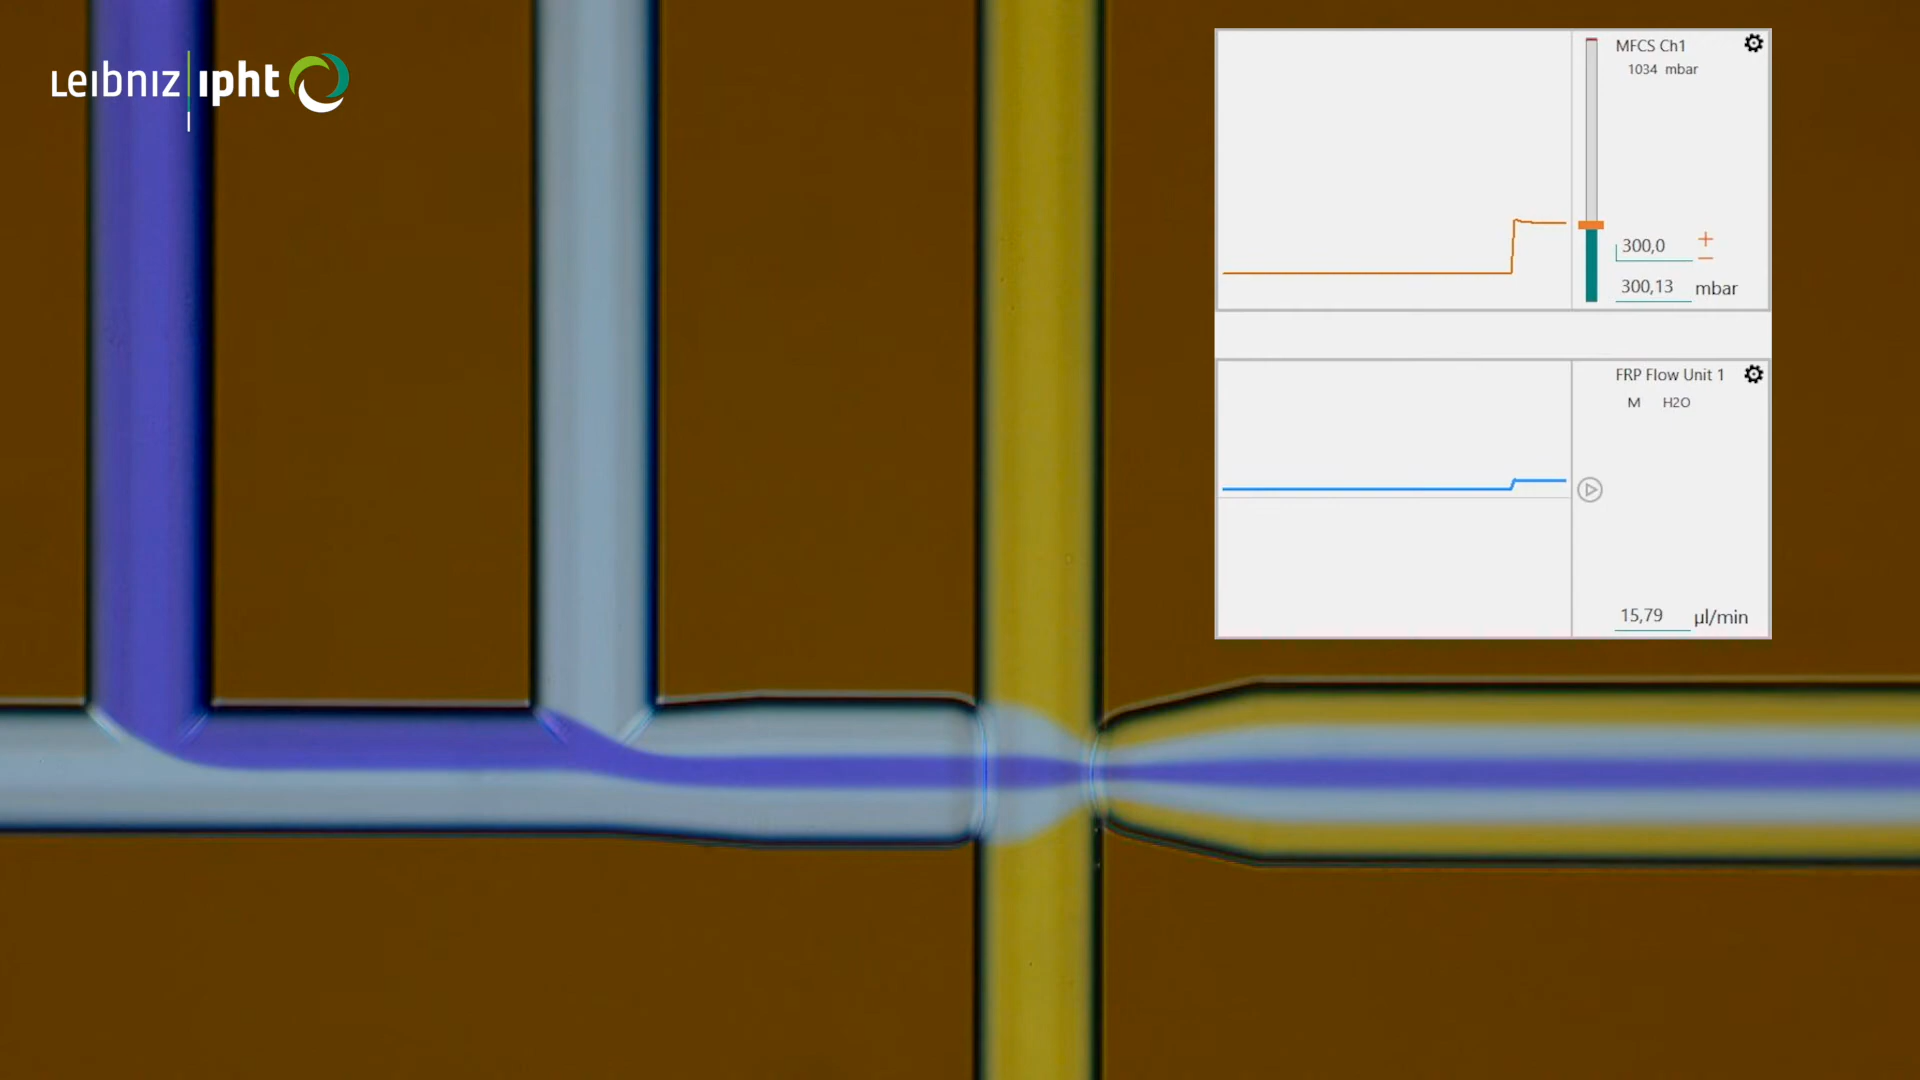 Leibniz ipht
MFCS Ch1
1034 mbar
300,0
300,13 mbar
FRP Flow Unit 1
M H2O
15,79 µl/min